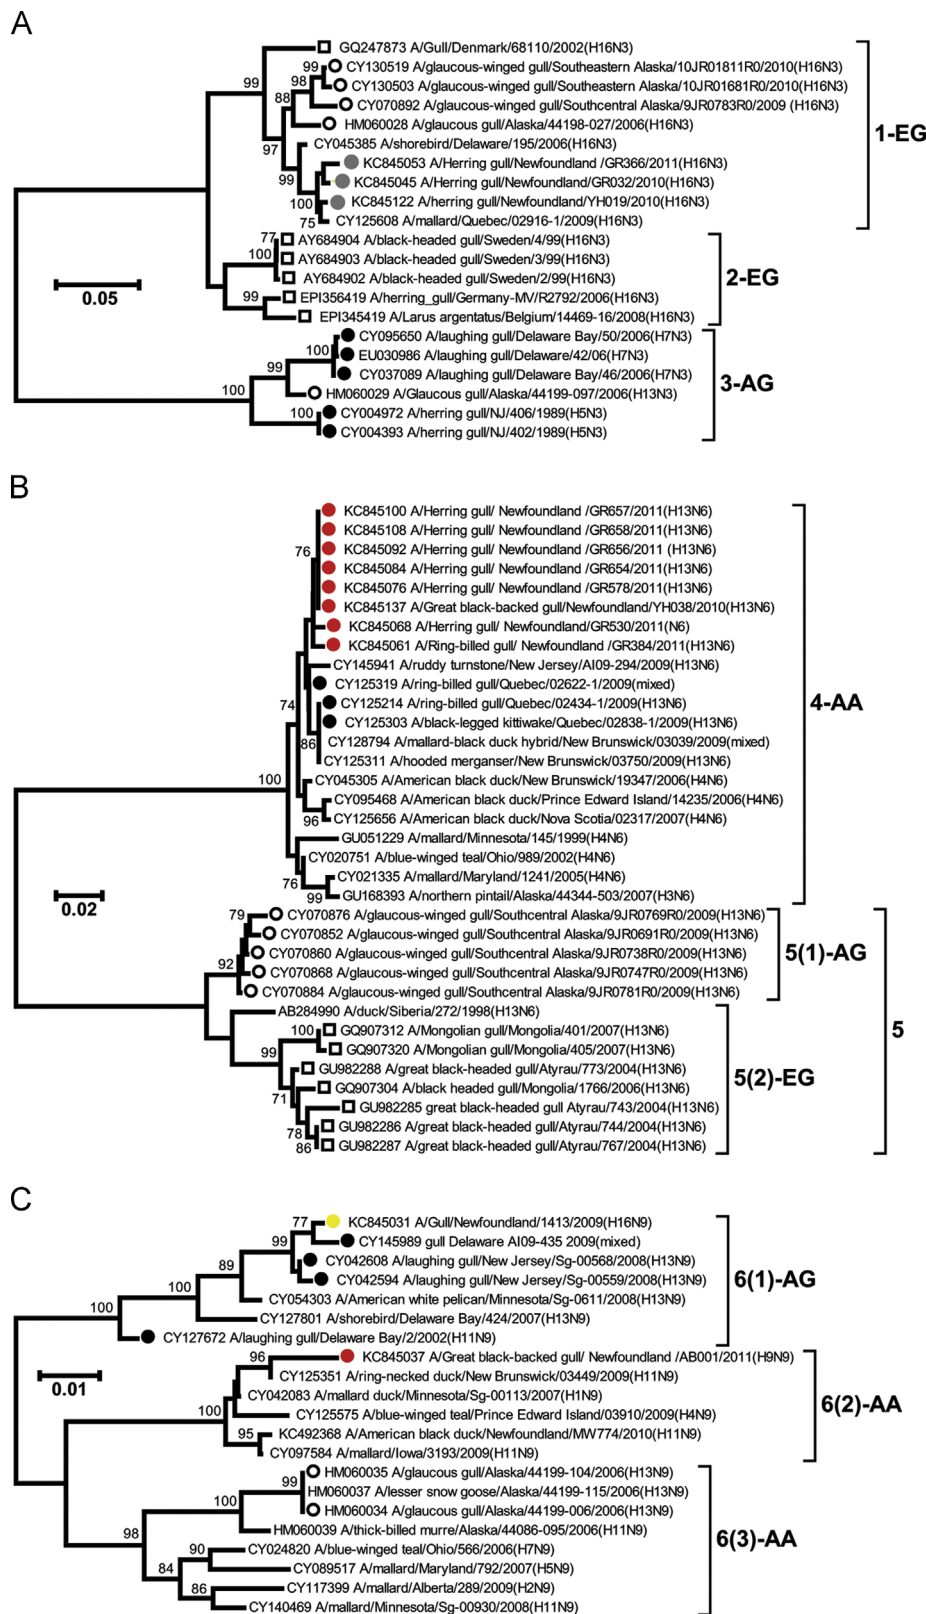 A
GQ247873 A/Gull/Denmark/68110/2002(H16N3)
99
CY130519 A/glaucous-winged gull/Southeastern Alaska/10JR01811R0/2010(H16N3)
99
98
CY130503 A/glaucous-winged gull/Southeastern Alaska/10JR01681R0/2010(H16N3)
88
CY070892 A/glaucous-winged gull/Southcentral Alaska/9JR0783R0/2009 (H16N3)
HM060028 A/glaucous gull/Alaska/44198-027/2006(H16N3)
1-EG
97
CY045385 A/shorebird/Delaware/195/2006(H16N3)
KC845053 A/Herring gull/Newfoundland /GR366/2011(H16N3)
99
KC845045 A/Herring gull/Newfoundland/GR032/2010(H16N3)
100
KC845122 A/herring gull/Newfoundland/YH019/2010(H16N3)
75
CY125608 A/mallard/Quebec/02916-1/2009(H16N3)
77
AY684904 A/black-headed gull/Sweden/4/99(H16N3)
100
AY684903 A/black-headed gull/Sweden/3/99(H16N3)
AY684902 A/black-headed gull/Sweden/2/99(H16N3)
2-EG
0.05
99
EPI356419 A/herring_gull/Germany-MV/R2792/2006(H16N3)
EPI345419 A/Larus argentatus/Belgium/14469-16/2008(H16N3)
CY095650 A/laughing gull/Delaware Bay/50/2006(H7N3)
100
EU030986 A/laughing gull/Delaware/42/06(H7N3)
99
CY037089 A/laughing gull/Delaware Bay/46/2006(H7N3)
3-AG
100
HM060029 A/Glaucous gull/Alaska/44199-097/2006(H13N3)
100
CY004972 A/herring gull/NJ/406/1989(H5N3)
CY004393 A/herring gull/NJ/402/1989(H5N3)
B
KC845100 A/Herring gull/ Newfoundland /GR657/2011(H13N6)
KC845108 A/Herring gull/ Newfoundland /GR658/2011(H13N6)
76
KC845092 A/Herring gull/ Newfoundland /GR656/2011 (H13N6)
KC845084 A/Herring gull/ Newfoundland /GR654/2011(H13N6)
KC845076 A/Herring gull/ Newfoundland /GR578/2011(H13N6)
KC845137 A/Great black-backed gull/Newfoundland/YH038/2010(H13N6)
KC845068 A/Herring gull/ Newfoundland/GR530/2011(N6)
KC845061 A/Ring-billed gull/ Newfoundland /GR384/2011(H13N6)
CY145941 A/ruddy turnstone/New Jersey/AI09-294/2009(H13N6)
CY125319 A/ring-billed gull/Quebec/02622-1/2009(mixed)
74
CY125214 A/ring-billed gull/Quebec/02434-1/2009(H13N6)
4-AA
CY125303 A/black-legged kittiwake/Quebec/02838-1/2009(H13N6)
86
CY128794 A/mallard-black duck hybrid/New Brunswick/03039/2009(mixed)
CY125311 A/hooded merganser/New Brunswick/03750/2009(H13N6)
100
CY045305 A/American black duck/New Brunswick/19347/2006(H4N6)
CY095468 A/American black duck/Prince Edward Island/14235/2006(H4N6)
96
CY125656 A/American black duck/Nova Scotia/02317/2007(H4N6)
GU051229 A/mallard/Minnesota/145/1999(H4N6)
CY020751 A/blue-winged teal/Ohio/989/2002(H4N6)
76
CY021335 A/mallard/Maryland/1241/2005(H4N6)
99
GU168393 A/northern pintail/Alaska/44344-503/2007(H3N6)
0.02
79
CY070876 A/glaucous-winged gull/Southcentral Alaska/9JR0769R0/2009(H13N6)
CY070852 A/glaucous-winged gull/Southcentral Alaska/9JR0691R0/2009(H13N6)
CY070860 A/glaucous-winged gull/Southcentral Alaska/9JR0738R0/2009(H13N6)
5(1)-AG
92
CY070868 A/glaucous-winged gull/Southcentral Alaska/9JR0747R0/2009(H13N6)
CY070884 A/glaucous-winged gull/Southcentral Alaska/9JR0781R0/2009(H13N6)
AB284990 A/duck/Siberia/272/1998(H13N6)
100
GQ907312 A/Mongolian gull/Mongolia/401/2007(H13N6)
5
99
GQ907320 A/Mongolian gull/Mongolia/405/2007(H13N6)
GU982288 A/great black-headed gull/Atyrau/773/2004(H13N6)
5(2)-EG
71
GQ907304 A/black headed gull/Mongolia/1766/2006(H13N6)
GU982285 great black-headed gull Atyrau/743/2004(H13N6)
78
GU982286 A/great black-headed gull/Atyrau/744/2004(H13N6)
86
GU982287 A/great black-headed gull/Atyrau/767/2004(H13N6)
C
77
KC845031 A/Gull/Newfoundland/1413/2009(H16N9)
99
CY145989 gull Delaware AI09-435 2009(mixed)
89
CY042608 A/laughing gull/New Jersey/Sg-00568/2008(H13N9)
6(1)-AG
100
CY042594 A/laughing gull/New Jersey/Sg-00559/2008(H13N9)
CY054303 A/American white pelican/Minnesota/Sg-0611/2008(H13N9)
100
CY127801 A/shorebird/Delaware Bay/424/2007(H13N9)
CY127672 A/laughing gull/Delaware Bay/2/2002(H11N9)
96
KC845037 A/Great black-backed gull/ Newfoundland /AB001/2011(H9N9)
CY125351 A/ring-necked duck/New Brunswick/03449/2009(H11N9)
0.01
CY042083 A/mallard duck/Minnesota/Sg-00113/2007(H1N9)
6(2)-AA
100
CY125575 A/blue-winged teal/Prince Edward Island/03910/2009(H4N9)
95
KC492368 A/American black duck/Newfoundland/MW774/2010(H11N9)
CY097584 A/mallard/Iowa/3193/2009(H11N9)
HM060035 A/glaucous gull/Alaska/44199-104/2006(H13N9)
99
HM060037 A/lesser snow goose/Alaska/44199-115/2006(H13N9)
100
HM060034 A/glaucous gull/Alaska/44199-006/2006(H13N9)
98
HM060039 A/thick-billed murre/Alaska/44086-095/2006(H11N9)
6(3)-AA
90
CY024820 A/blue-winged teal/Ohio/566/2006(H7N9)
84
CY089517 A/mallard/Maryland/792/2007(H5N9)
86
CY117399 A/mallard/Alberta/289/2009(H2N9)
CY140469 A/mallard/Minnesota/Sg-00930/2008(H11N9)